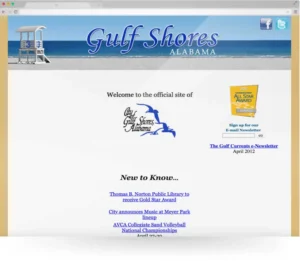 Gulf Shores
ALABAMA
Welcome to the official site of
City of
Gulf Shores
Alabama
ALL STAR
AWARDS
Sign up for our
E-mail Newsletter
GO
The Gulf Currents e-Newsletter
April 2012
New to Know...
Thomas B. Norton Public Library to
receive Gold Star Award
City announces Music at Meyer Park
lineup
AVCA Collegiate Sand Volleyball
National Championships